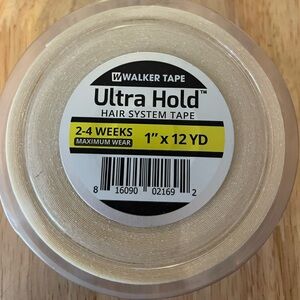 WALKER TAPE
Ultra Hold™
HAIR SYSTEM TAPE
2-4 WEEKS
MAXIMUM WEAR
1" x 12 YD
8 16090 02169 2